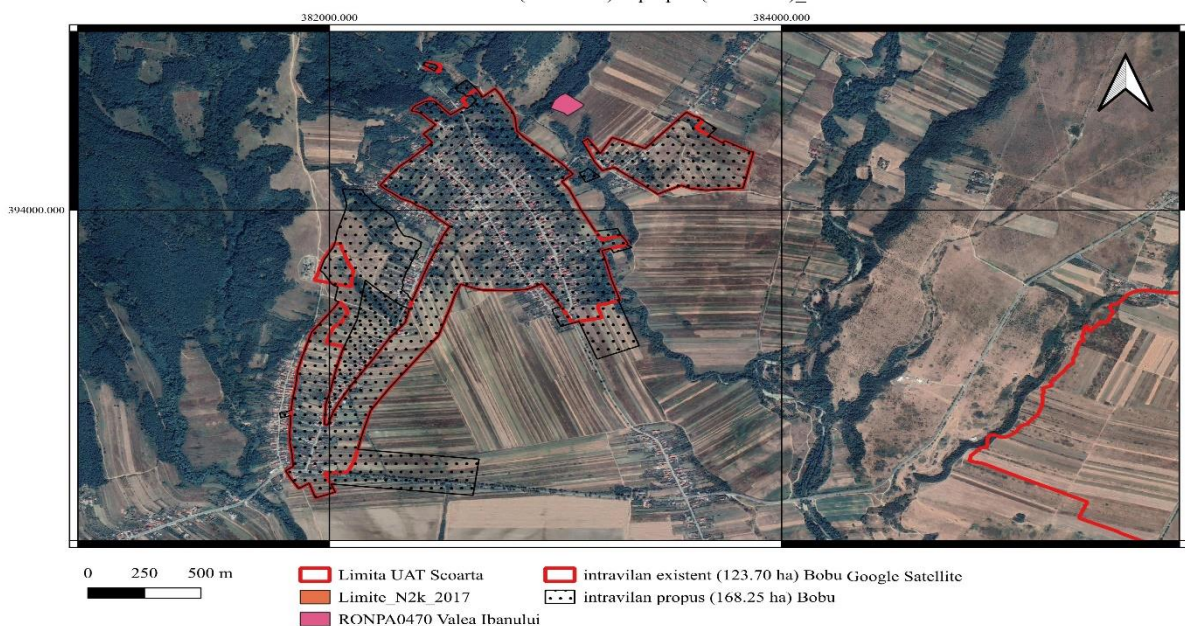 382000.000 384000.000
394000.000
0 250 500 m
Limita UAT Scoarta
Limite_N2k_2017
RONPA0470 Valea Ibanului
intravilan existent (123.70 ha) Bobu Google Satellite
intravilan propus (168.25 ha) Bobu